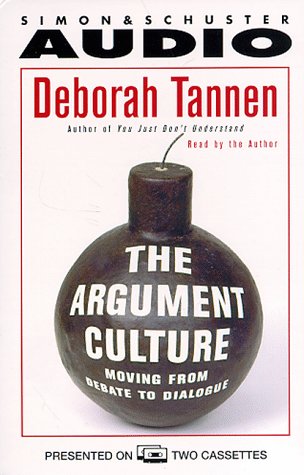 SIMON & SCHUSTER
AUDIO
Deborah Tannen
Author of You Just Don't Understand
Read by the Author
THE
ARGUMENT
CULTURE
MOVING FROM
DEBATE TO DIALOGUE
PRESENTED ON TWO CASSETTES